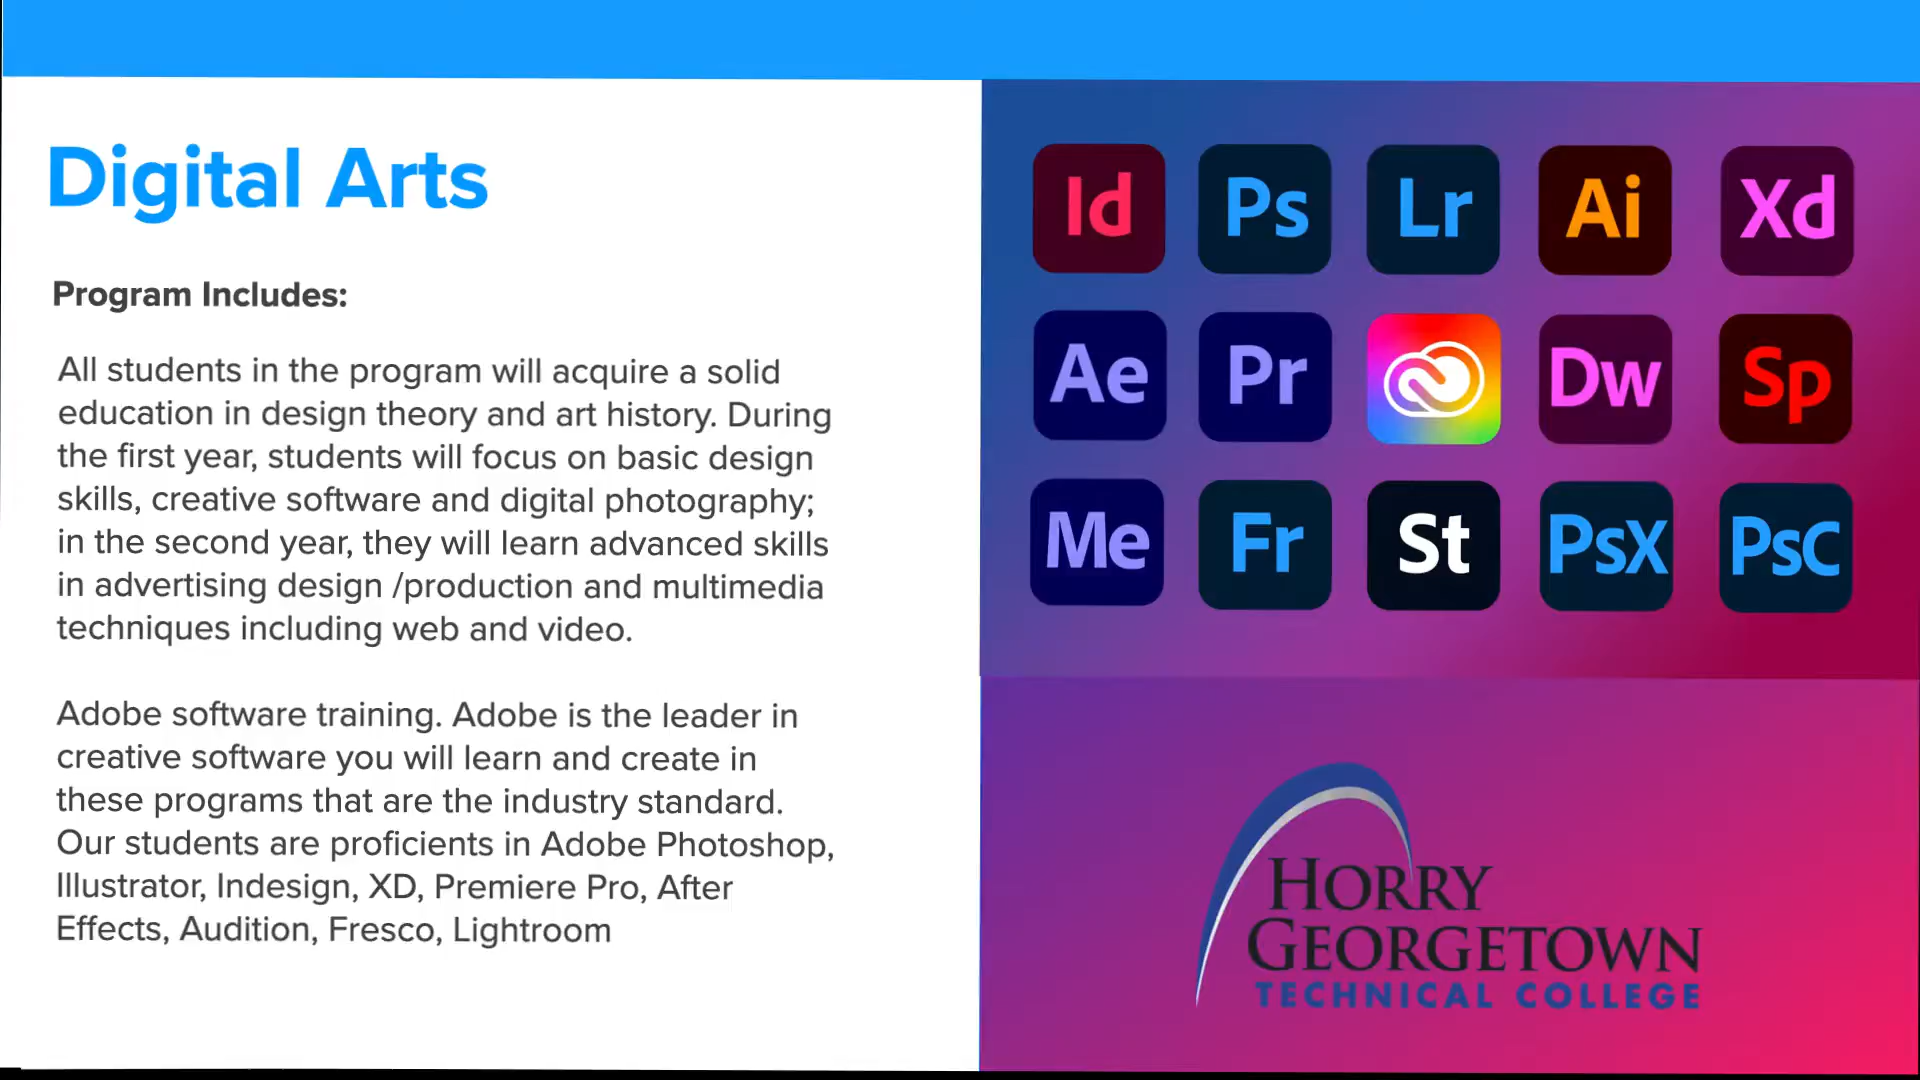 Digital Arts
Program Includes:
All students in the program will acquire a solid
education in design theory and art history. During
the first year, students will focus on basic design
skills, creative software and digital photography;
in the second year, they will learn advanced skills
in advertising design /production and multimedia
techniques including web and video.
Adobe software training. Adobe is the leader in
creative software you will learn and create in
these programs that are the industry standard.
Our students are proficients in Adobe Photoshop,
Illustrator, Indesign, XD, Premiere Pro, After
Effects, Audition, Fresco, Lightroom
Id Ps Lr Ai Xd
Ae Pr Dw Sp
Me Fr St PsX PsC
HORRY
GEORGETOWN
TECHNICAL COLLEGE